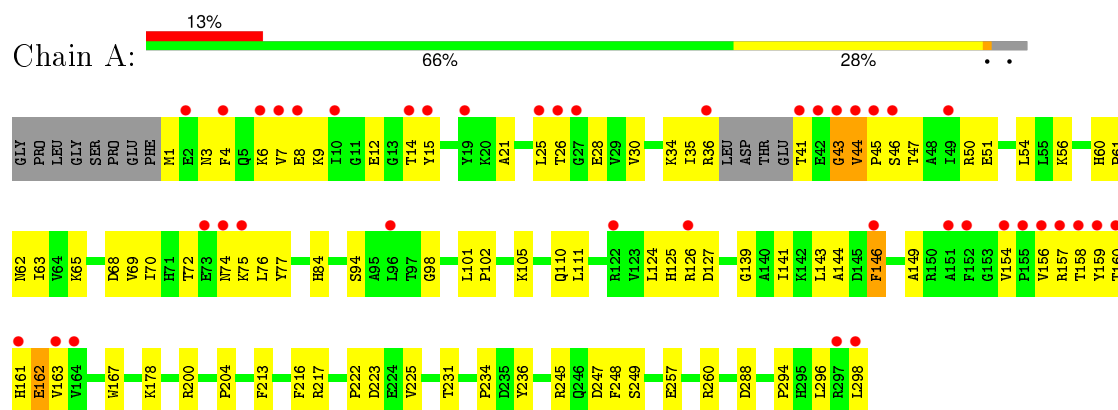 13%
Chain A:
66% 28% • •
GLY PRO LEU GLY SER PRO GLU PHE M1 E2 N3 F4 Q5 K6 V7 E8 K9 I10 G11 E12 G13 T14 Y15 Y19 K20 A21 L25 T26 G27 E28 V29 V30 K34 I35 R36 LEU ASP THR GLU T41 E42 G43 V44 P45 S46 T47 A48 I49 R50 E51 L54 L55 K56 H60 P61
N62 I63 V64 K65 D68 V69 I70 H71 T72 E73 N74 K75 L76 Y77 H84 S94 A95 L96 T97 G98 L101 P102 K105 Q110 L111 R122 V123 L124 H125 R126 D127 G139 A140 I141 K142 L143 A144 D145 F146 A149 R150 A151 F152 G153 V154 P155 V156 R157 T158 Y159 T160
H161 E162 V163 V164 W167 K178 R200 P204 F213 F216 R217 P222 D223 E224 V225 T231 P234 D235 Y236 R245 Q246 D247 F248 S249 E257 R260 D288 P294 H295 L296 R297 L298